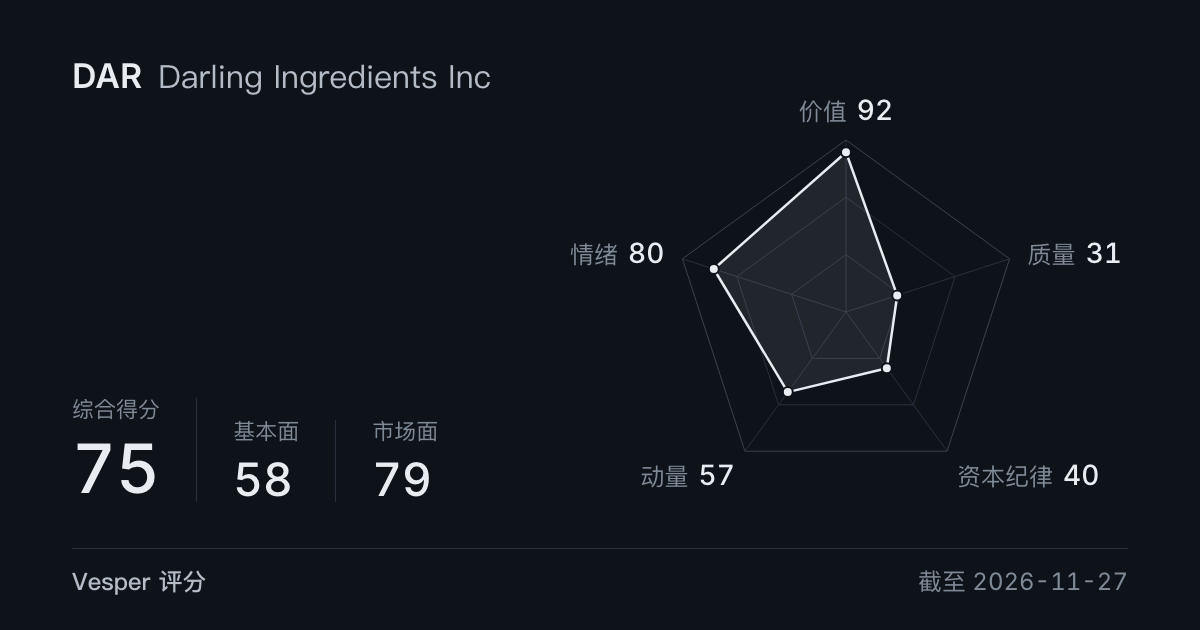 DAR Darling Ingredients Inc
价值 92
情绪 80
质量 31
动量 57
资本纪律 40
综合得分
75
基本面
58
市场面
79
Vesper 评分
截至 2026-11-27